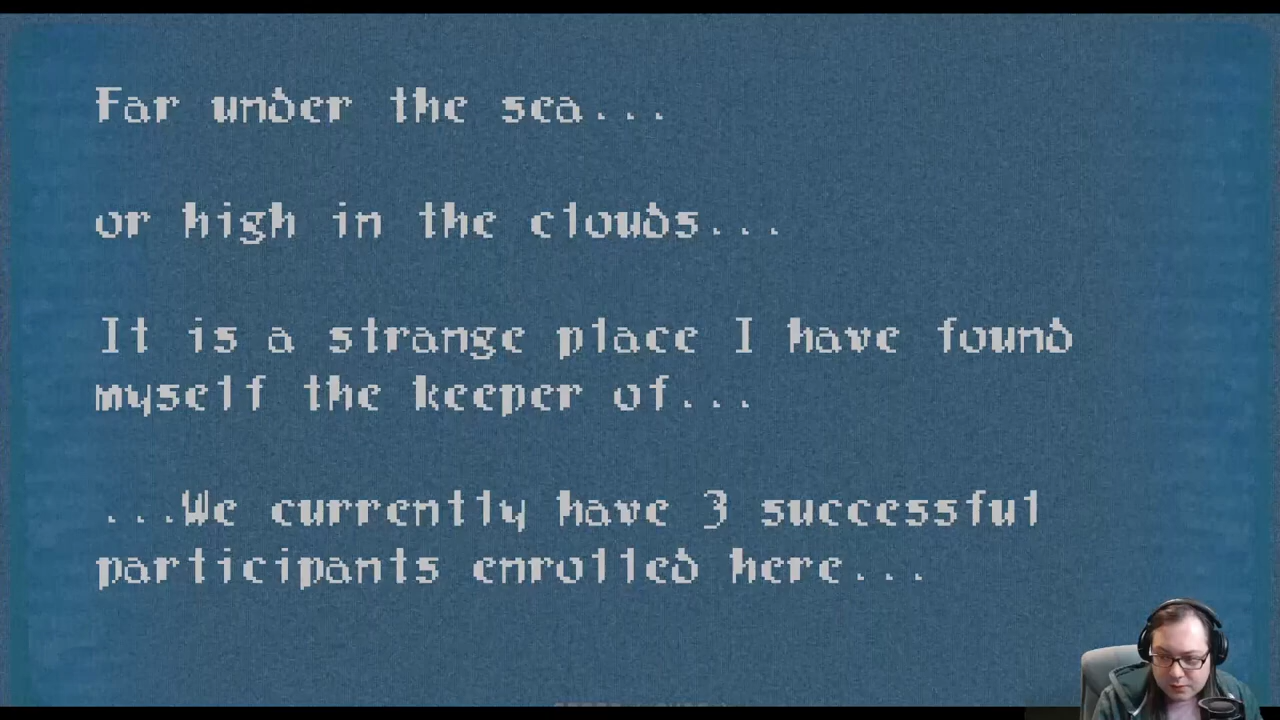 Far under the sea...
or high in the clouds...
It is a strange place I have found
myself the keeper of...
...We currently have 3 successful
participants enrolled here...